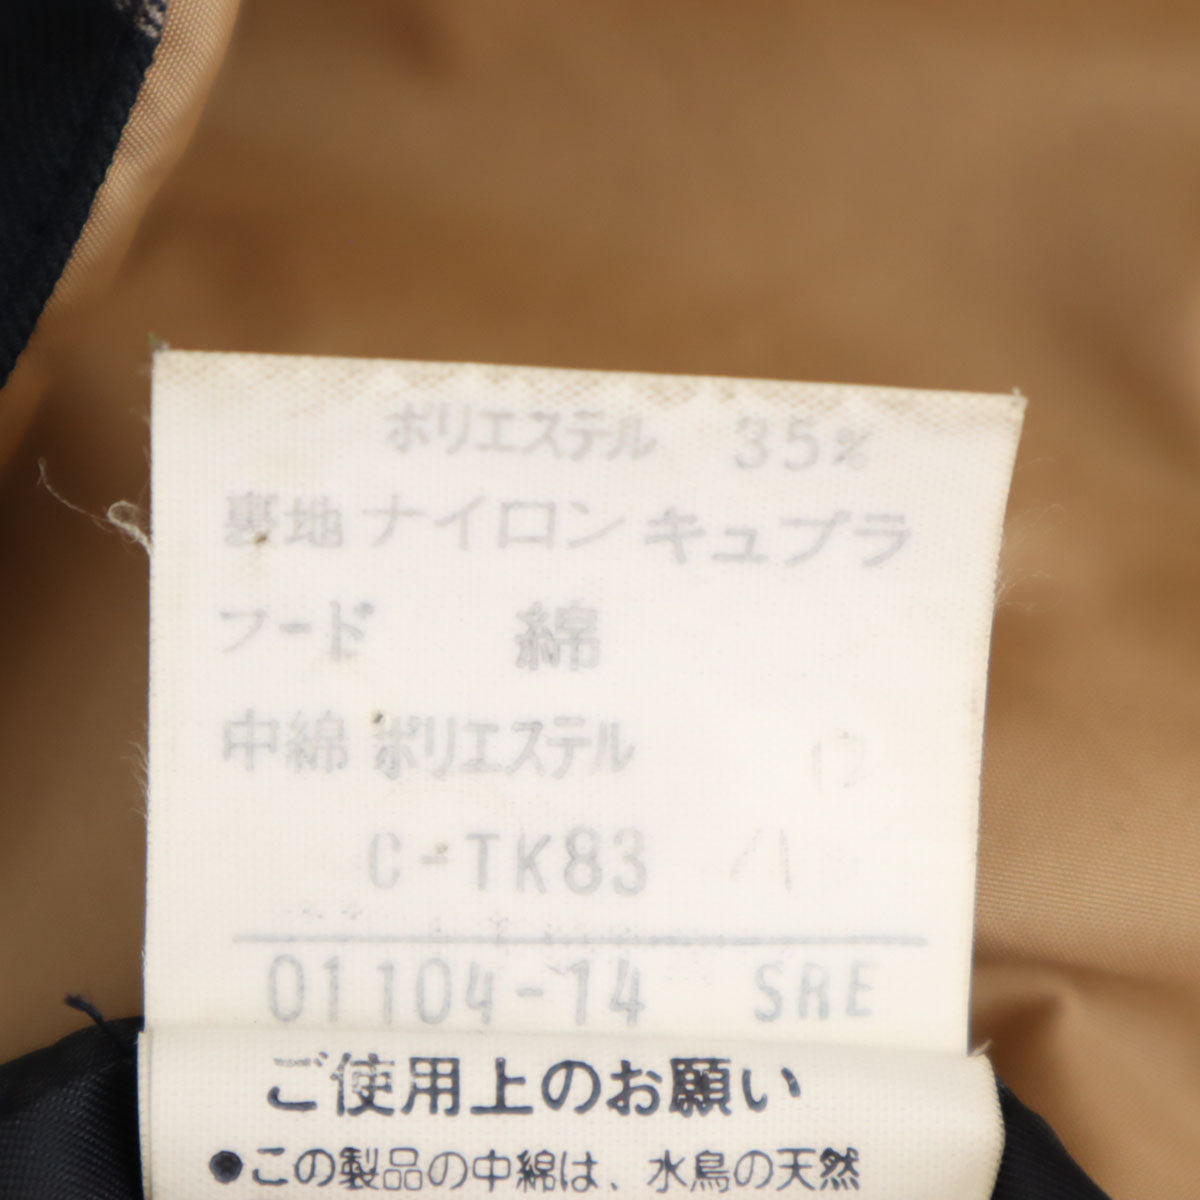 ポリエステル 35%
裏地 ナイロン キュプラ
フード 綿
中綿 ポリエステル
C-TK83
01104-14 SRE
ご使用上のお願い
●この製品の中綿は、水鳥の天然